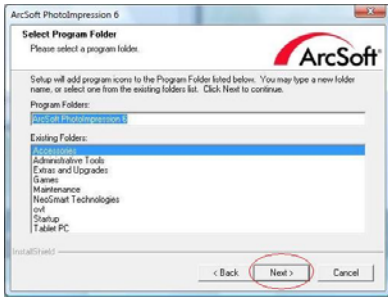 ArcSoft PhotoImpression 6
Select Program Folder
Please select a program folder.
ArcSoft
Setup will add program icons to the Program Folder listed below. You may type a new folder
name, or select one from the existing folders list. Click Next to continue.
Program Folders:
ArcSoft PhotoImpression 6
Existing Folders:
Accessories
Administrative Tools
Extras and Upgrades
Games
Maintenance
NeoSmart Technologies
ovt
Startup
Tablet PC
InstallShield
< Back
Next >
Cancel